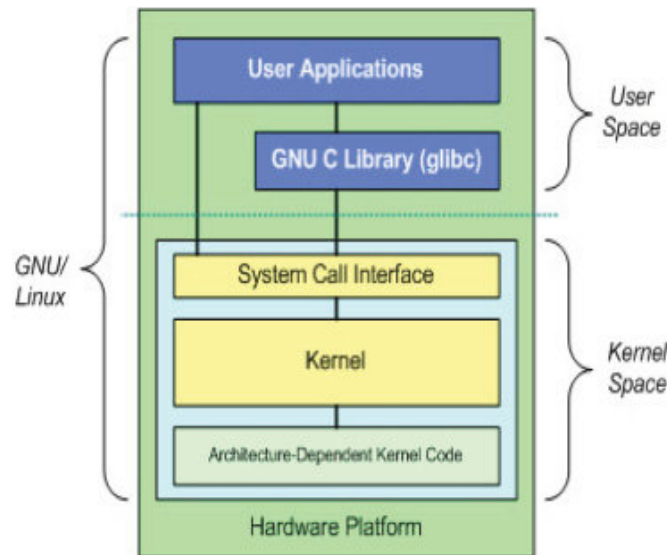 User Applications
GNU C Library (glibc)
User
Space
GNU/
Linux
System Call Interface
Kernel
Architecture-Dependent Kernel Code
Kernel
Space
Hardware Platform